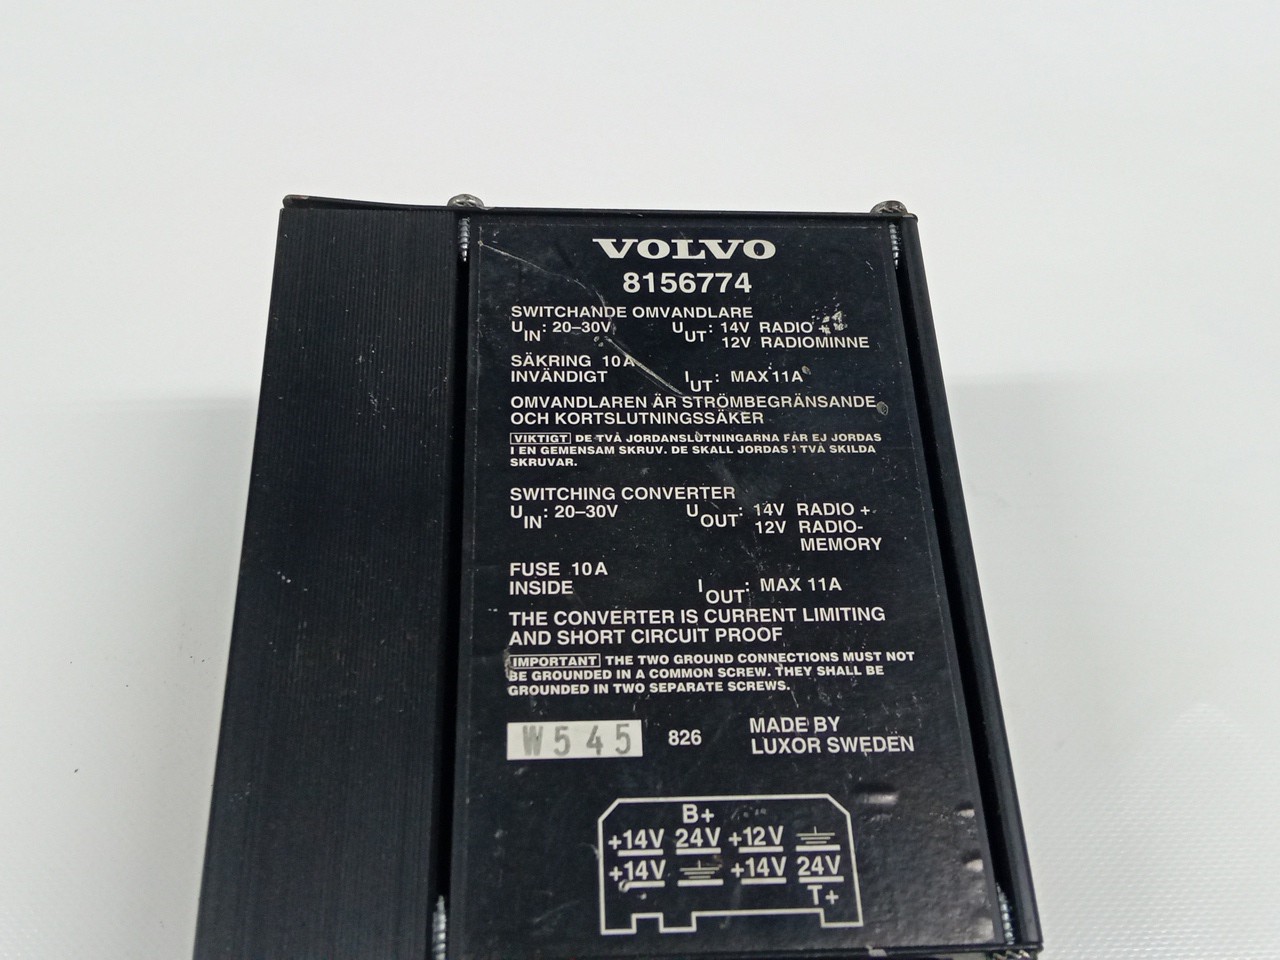 VOLVO
8156774
SWITCHANDE OMVANDLARE
UIN: 20–30V UUT: 14V RADIO +
12V RADIOMINNE
SÄKRING 10A
INVÄNDIGT IUT: MAX 11A
OMVANDLAREN ÄR STRÖMBEGRÄNSANDE
OCH KORTSLUTNINGSSÄKER
VIKTIGT DE TVÅ JORDANSLUTNINGARNA FÅR EJ JORDAS
I EN GEMENSAM SKRUV. DE SKALL JORDAS I TVÅ SKILDA
SKRUVAR.
SWITCHING CONVERTER
UIN: 20–30V UOUT: 14V RADIO +
12V RADIO-
MEMORY
FUSE 10A
INSIDE IOUT: MAX 11A
THE CONVERTER IS CURRENT LIMITING
AND SHORT CIRCUIT PROOF
IMPORTANT THE TWO GROUND CONNECTIONS MUST NOT
BE GROUNDED IN A COMMON SCREW. THEY SHALL BE
GROUNDED IN TWO SEPARATE SCREWS.
W545 826 MADE BY
LUXOR SWEDEN
B+
+14V 24V +12V
+14V +14V 24V
T+